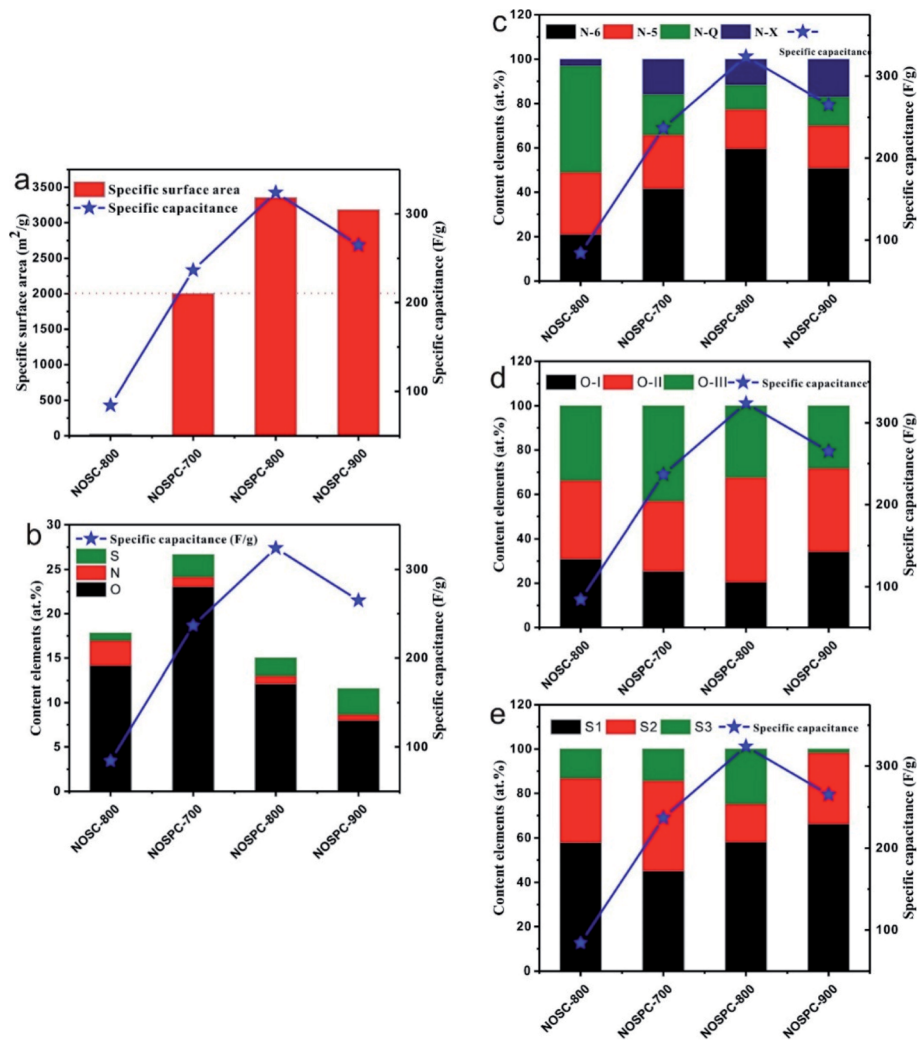 a
Specific surface area
Specific capacitance
Specific surface area (m²/g)
3500
3000
2500
2000
1500
1000
500
0
300
200
100
Specific capacitance (F/g)
NOSC-800
NOSPC-700
NOSPC-800
NOSPC-900
b
Specific capacitance (F/g)
S
N
O
Content elements (at.%)
30
25
20
15
10
5
0
300
200
100
Specific capacitance (F/g)
NOSC-800
NOSPC-700
NOSPC-800
NOSPC-900
c
N-6 N-5 N-Q N-X
Specific capacitance
Content elements (at.%)
120
100
80
60
40
20
0
300
200
100
Specific capacitance (F/g)
NOSC-800
NOSPC-700
NOSPC-800
NOSPC-900
d
O-I O-II O-III Specific capacitance
Content elements (at.%)
120
100
80
60
40
20
0
300
200
100
Specific capacitance (F/g)
NOSC-800
NOSPC-700
NOSPC-800
NOSPC-900
e
S1 S2 S3 Specific capacitance
Content elements (at.%)
120
100
80
60
40
20
0
300
200
100
Specific capacitance (F/g)
NOSC-800
NOSPC-700
NOSPC-800
NOSPC-900